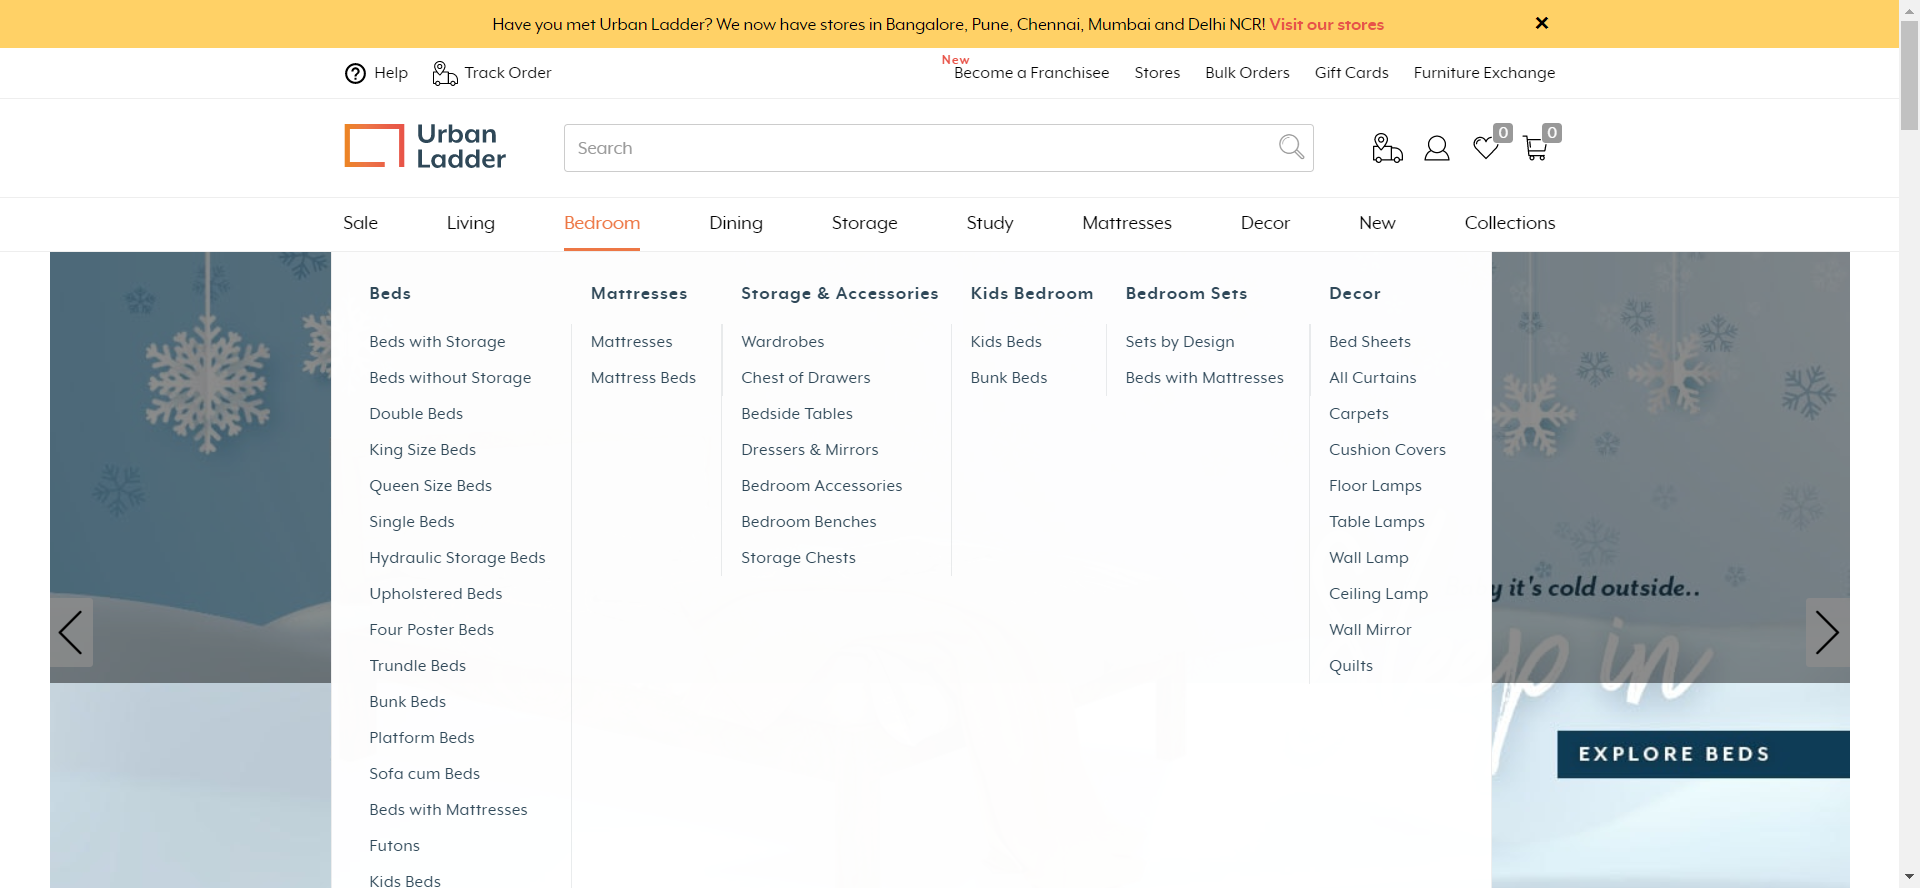 Have you met Urban Ladder? We now have stores in Bangalore, Pune, Chennai, Mumbai and Delhi NCR! Visit our stores
Help
Track Order
New
Become a Franchisee
Stores
Bulk Orders
Gift Cards
Furniture Exchange
Urban
Ladder
Search
0
0
Sale
Living
Bedroom
Dining
Storage
Study
Mattresses
Decor
New
Collections
Beds
Beds with Storage
Beds without Storage
Double Beds
King Size Beds
Queen Size Beds
Single Beds
Hydraulic Storage Beds
Upholstered Beds
Four Poster Beds
Trundle Beds
Bunk Beds
Platform Beds
Sofa cum Beds
Beds with Mattresses
Futons
Kids Beds
Mattresses
Mattresses
Mattress Beds
Storage & Accessories
Wardrobes
Chest of Drawers
Bedside Tables
Dressers & Mirrors
Bedroom Accessories
Bedroom Benches
Storage Chests
Kids Bedroom
Kids Beds
Bunk Beds
Bedroom Sets
Sets by Design
Beds with Mattresses
Decor
Bed Sheets
All Curtains
Carpets
Cushion Covers
Floor Lamps
Table Lamps
Wall Lamp
Ceiling Lamp
Wall Mirror
Quilts
y it's cold outside..
p in
EXPLORE BEDS